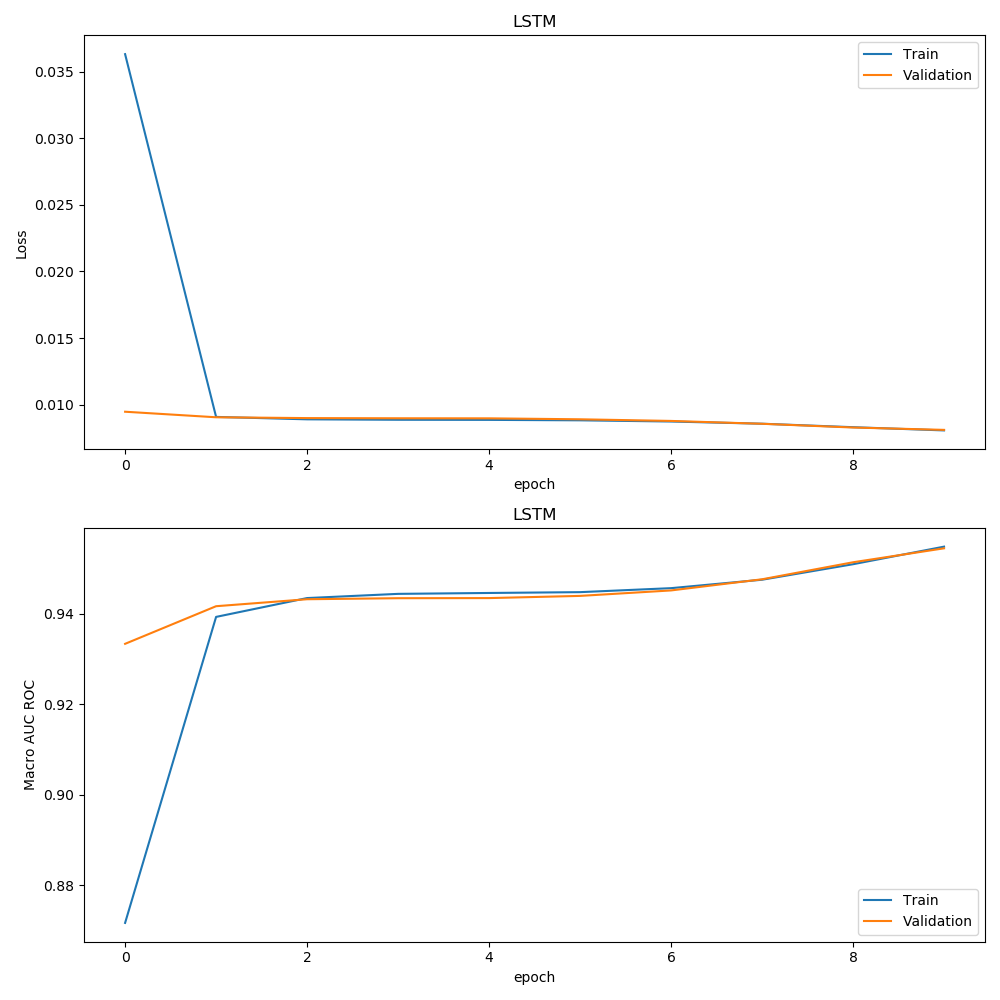 LSTM
Train
Validation
0.035
0.030
0.025
0.020
0.015
0.010
Loss
0 2 4 6 8
epoch
LSTM
0.94
0.92
0.90
0.88
Macro AUC ROC
Train
Validation
0 2 4 6 8
epoch